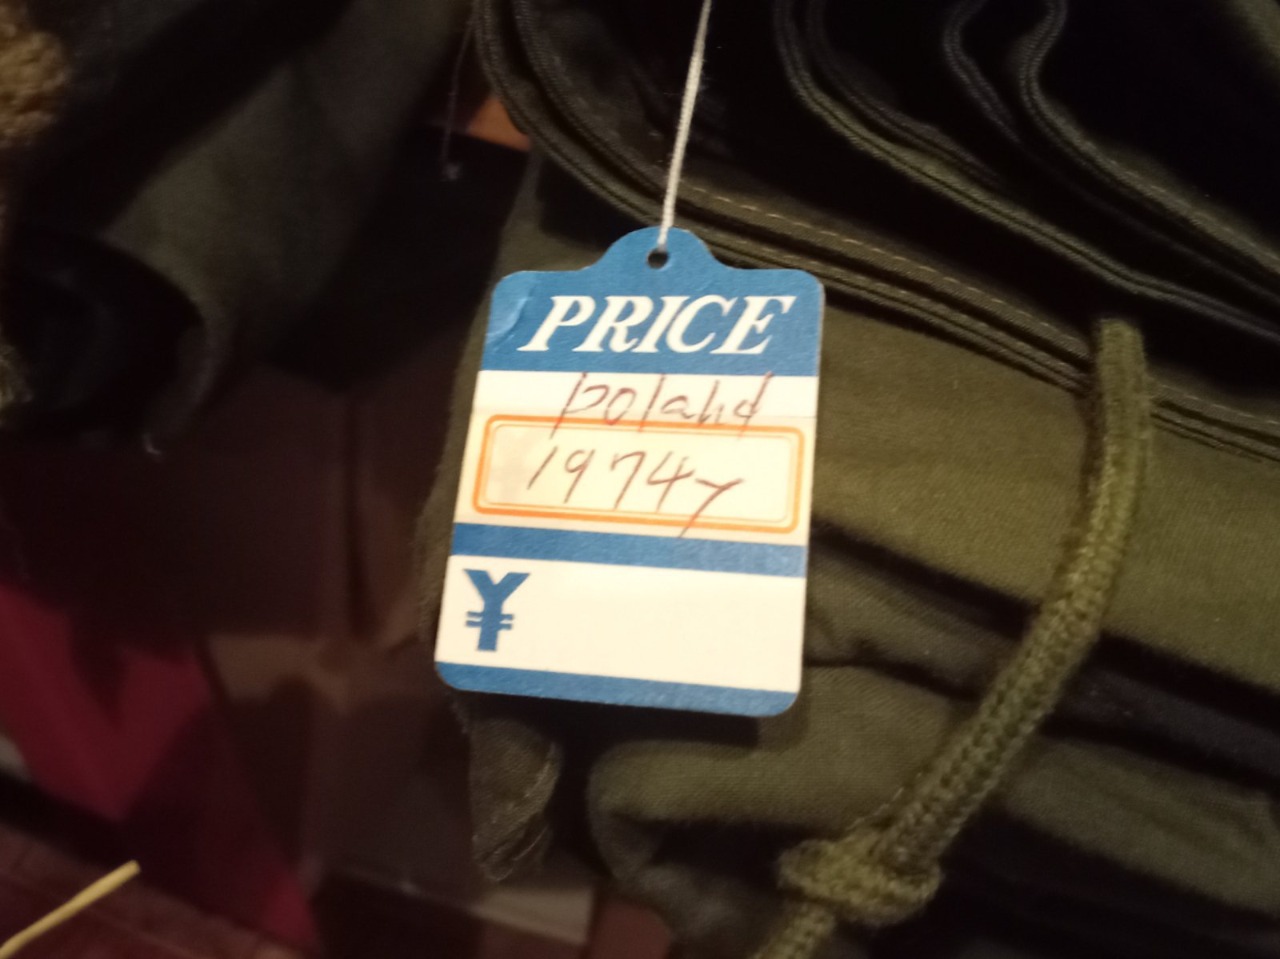 PRICE
poland
1974y
¥